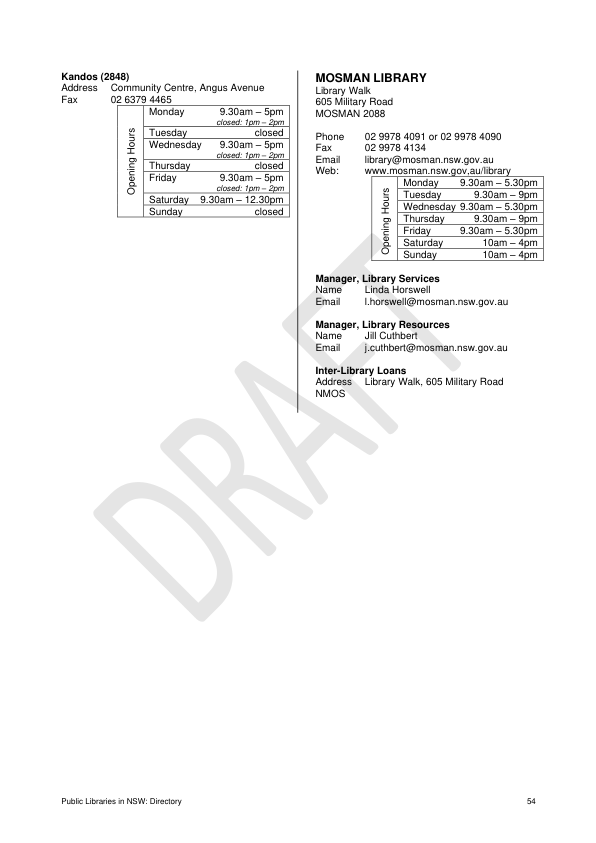 Kandos (2848)
Address Community Centre, Angus Avenue
Fax 02 6379 4465
Opening Hours
Monday 9.30am – 5pm
closed: 1pm – 2pm
Tuesday closed
Wednesday 9.30am – 5pm
closed: 1pm – 2pm
Thursday closed
Friday 9.30am – 5pm
closed: 1pm – 2pm
Saturday 9.30am – 12.30pm
Sunday closed
MOSMAN LIBRARY
Library Walk
605 Military Road
MOSMAN 2088
Phone 02 9978 4091 or 02 9978 4090
Fax 02 9978 4134
Email library@mosman.nsw.gov.au
Web: www.mosman.nsw.gov,au/library
Opening Hours
Monday 9.30am – 5.30pm
Tuesday 9.30am – 9pm
Wednesday 9.30am – 5.30pm
Thursday 9.30am – 9pm
Friday 9.30am – 5.30pm
Saturday 10am – 4pm
Sunday 10am – 4pm
Manager, Library Services
Name Linda Horswell
Email l.horswell@mosman.nsw.gov.au
Manager, Library Resources
Name Jill Cuthbert
Email j.cuthbert@mosman.nsw.gov.au
Inter-Library Loans
Address Library Walk, 605 Military Road
NMOS
DRAFT
Public Libraries in NSW: Directory 54